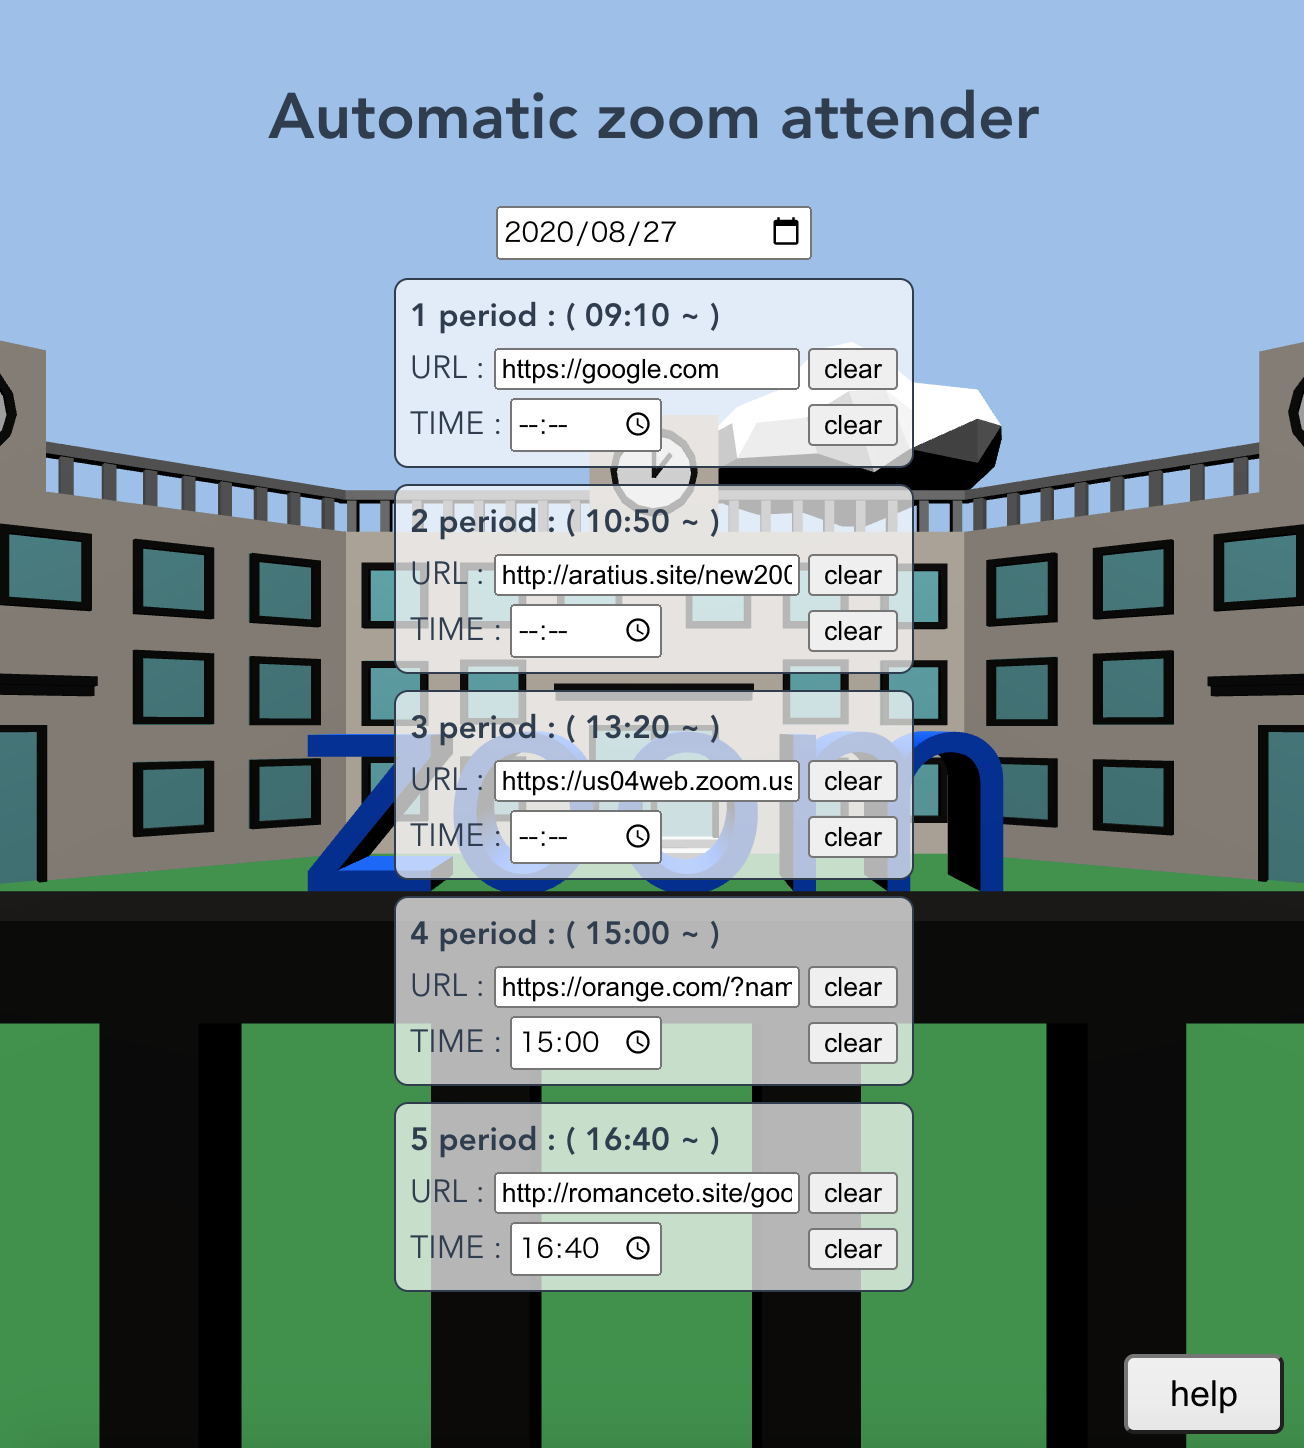 Automatic zoom attender
2020/08/27
1 period : ( 09:10 ~ )
URL : https://google.com clear
TIME : --:-- clear
2 period : ( 10:50 ~ )
URL : http://aratius.site/new200 clear
TIME : --:-- clear
3 period : ( 13:20 ~ )
URL : https://us04web.zoom.us clear
TIME : --:-- clear
zoom
4 period : ( 15:00 ~ )
URL : https://orange.com/?nam clear
TIME : 15:00 clear
5 period : ( 16:40 ~ )
URL : http://romanceto.site/goo clear
TIME : 16:40 clear
help